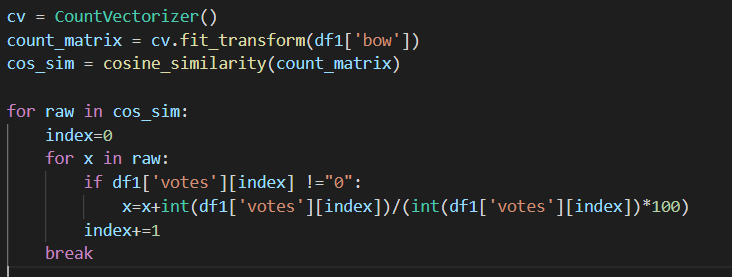 cv = CountVectorizer()
count_matrix = cv.fit_transform(df1['bow'])
cos_sim = cosine_similarity(count_matrix)

for raw in cos_sim:
    index=0
    for x in raw:
        if df1['votes'][index] !="0":
            x=x+int(df1['votes'][index])/(int(df1['votes'][index])*100)
        index+=1
    break